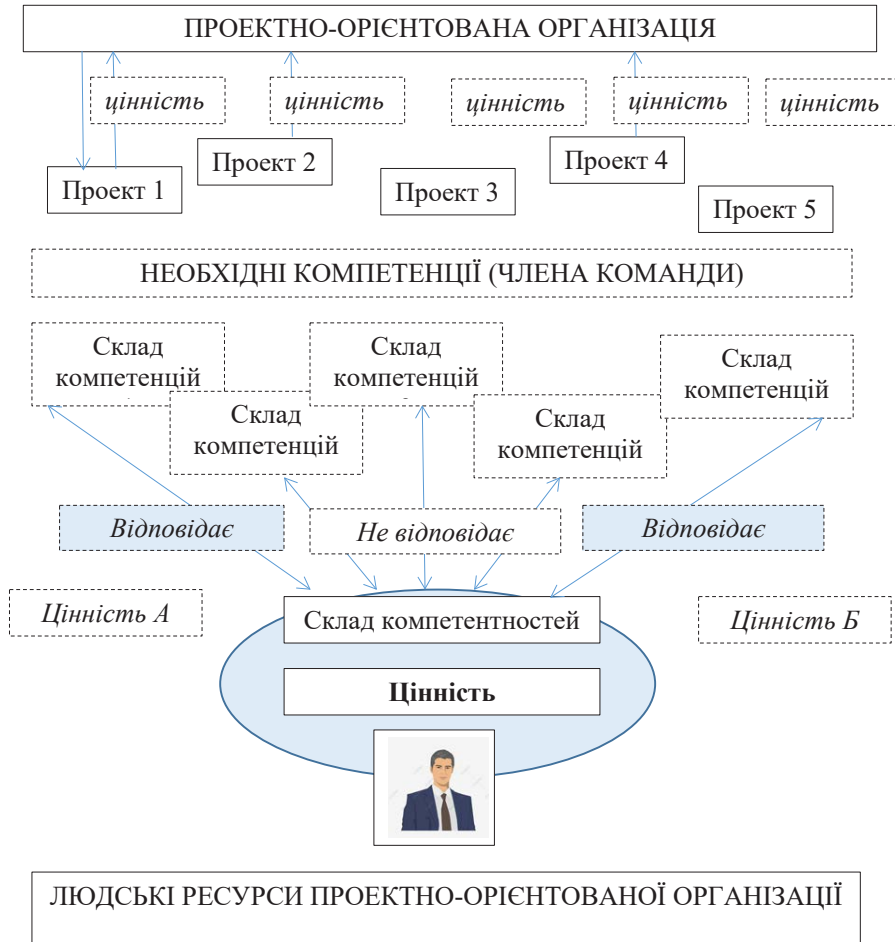 ПРОЕКТНО-ОРІЄНТОВАНА ОРГАНІЗАЦІЯ
цінність
цінність
цінність
цінність
цінність
Проект 1
Проект 2
Проект 3
Проект 4
Проект 5
НЕОБХІДНІ КОМПЕТЕНЦІЇ (ЧЛЕНА КОМАНДИ)
Склад
компетенцій
Склад
компетенцій
Склад
компетенцій
Склад
компетенцій
Склад
компетенцій
Відповідає
Не відповідає
Відповідає
Цінність А
Склад компетентностей
Цінність Б
Цінність
ЛЮДСЬКІ РЕСУРСИ ПРОЕКТНО-ОРІЄНТОВАНОЇ ОРГАНІЗАЦІЇ